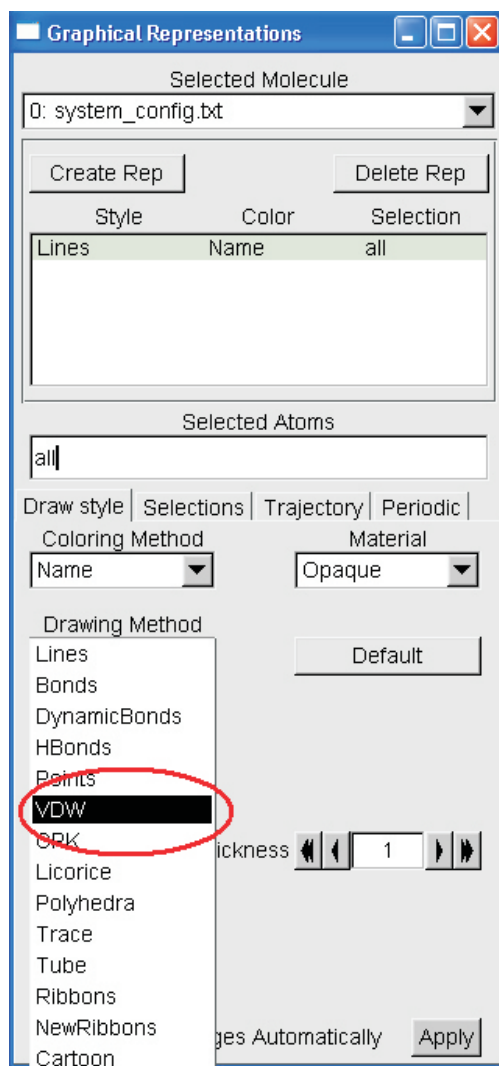 Graphical Representations
Selected Molecule
0: system_config.txt
Create Rep Delete Rep
Style Color Selection
Lines Name all
Selected Atoms
all
Draw style Selections Trajectory Periodic
Coloring Method Material
Name Opaque
Drawing Method
Lines Default
Bonds
DynamicBonds
HBonds
Points
VDW
CPK
ickness 1
Licorice
Polyhedra
Trace
Tube
Ribbons
NewRibbons
ges Automatically Apply
Cartoon